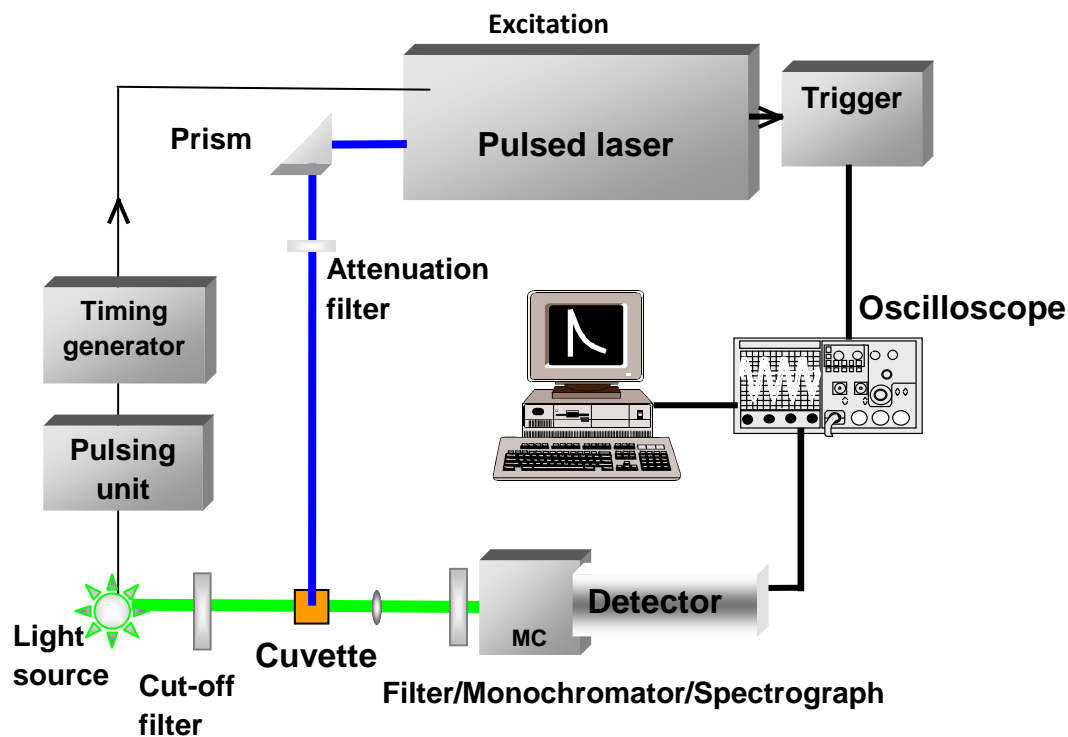 Excitation
Trigger
Prism
Pulsed laser
Attenuation
filter
Timing
generator
Oscilloscope
Pulsing
unit
Light
source
Cut-off
filter
Cuvette
MC
Detector
Filter/Monochromator/Spectrograph